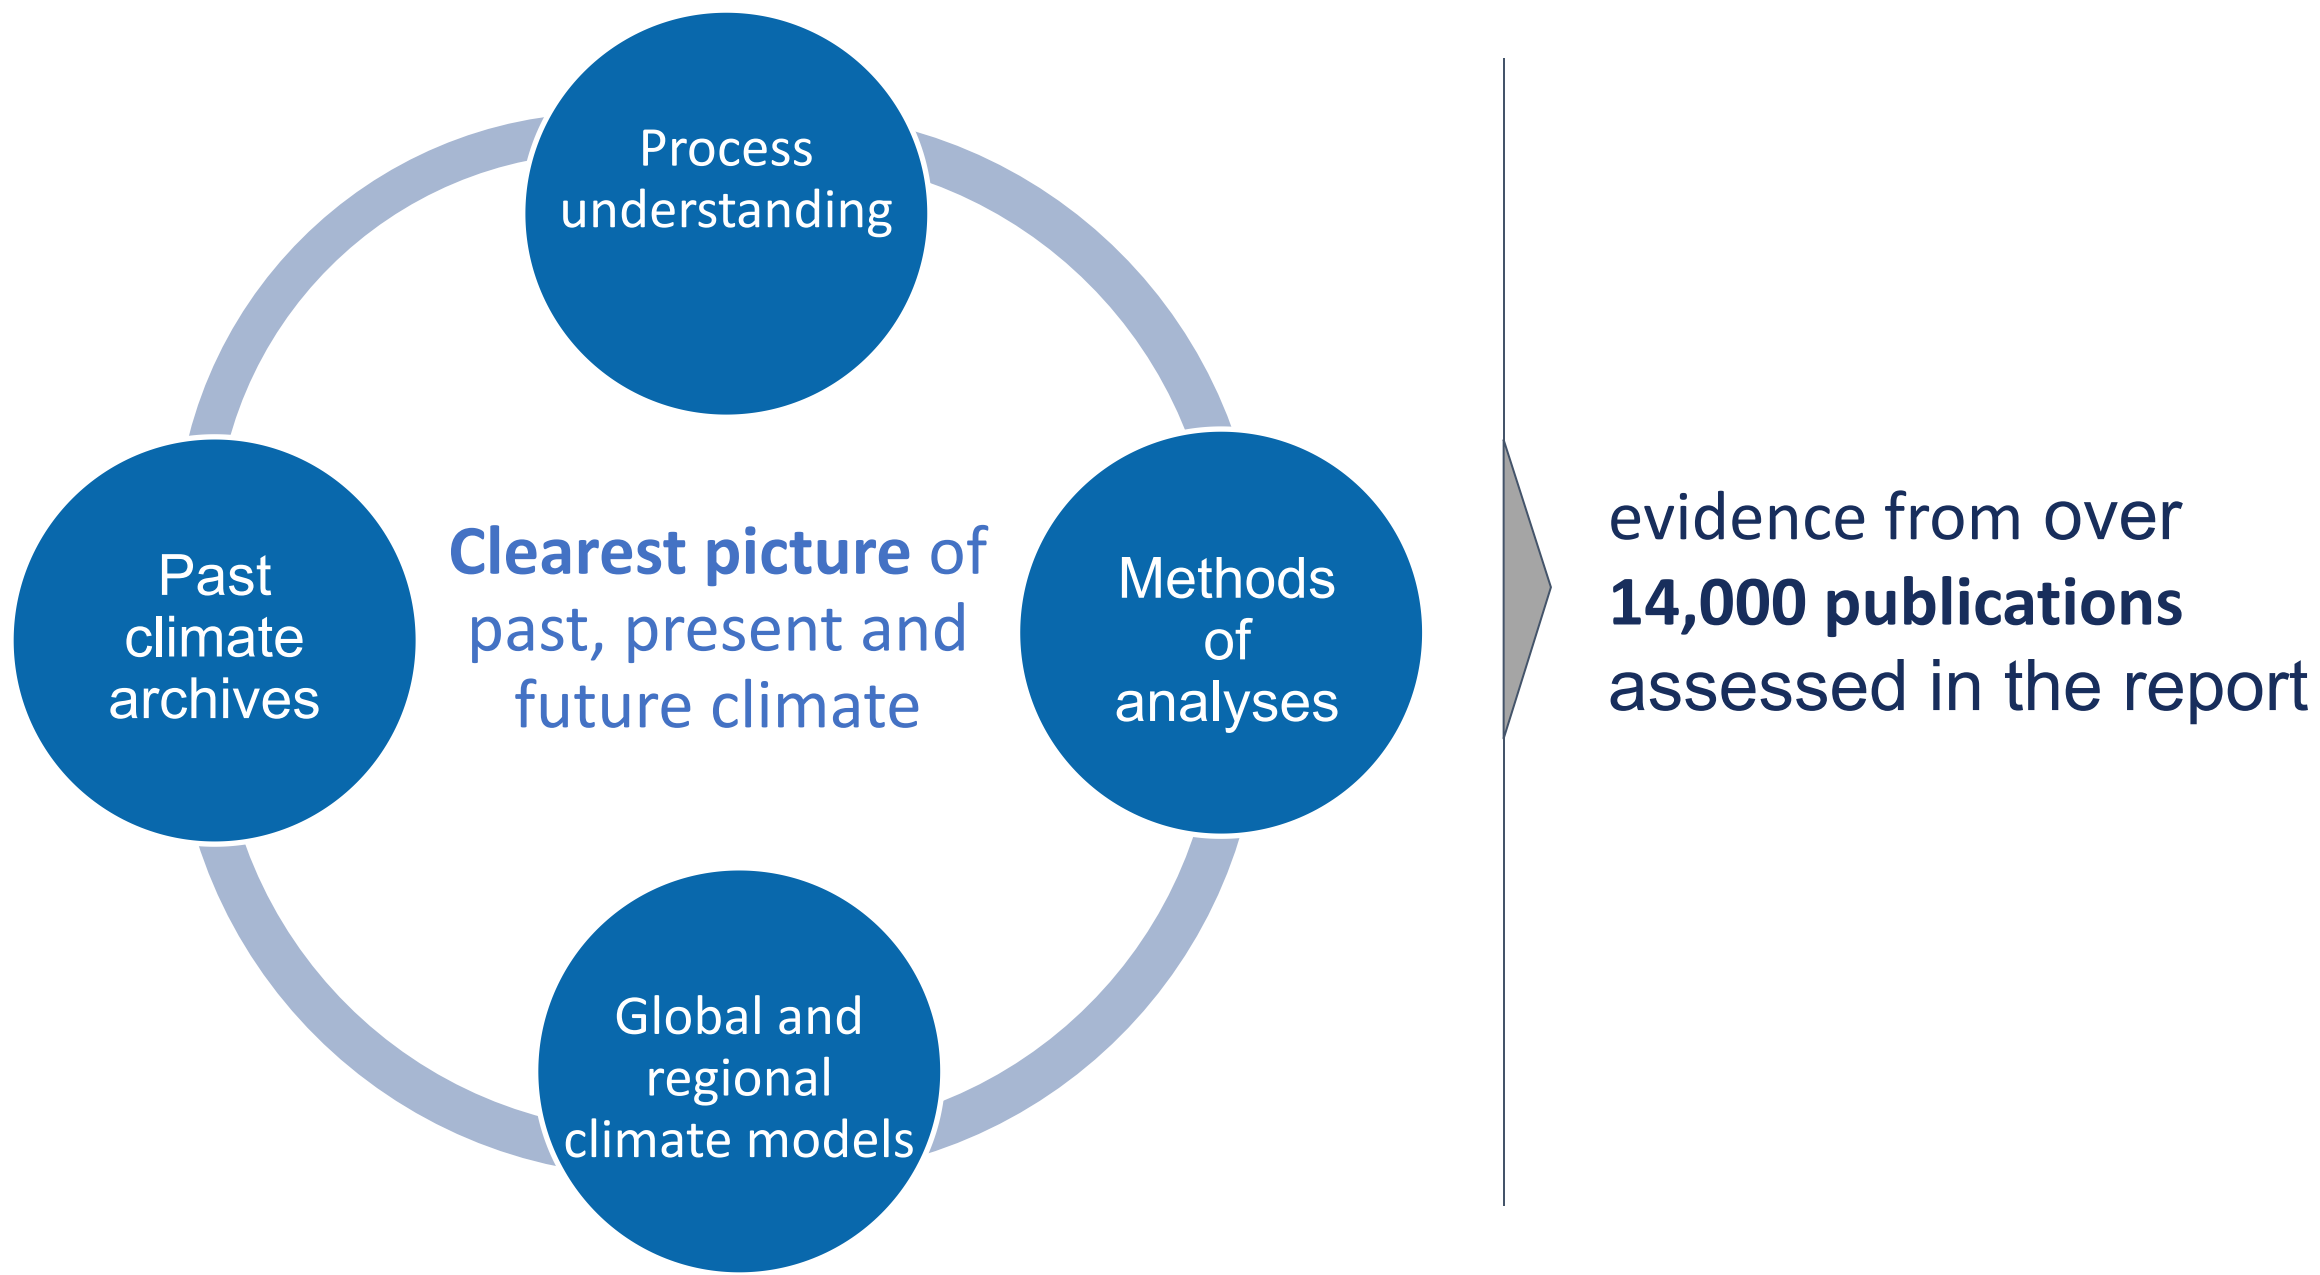 Process
understanding
Past
climate
archives
Clearest picture of
past, present and
future climate
Methods
of
analyses
Global and
regional
climate models
evidence from over
14,000 publications
assessed in the report